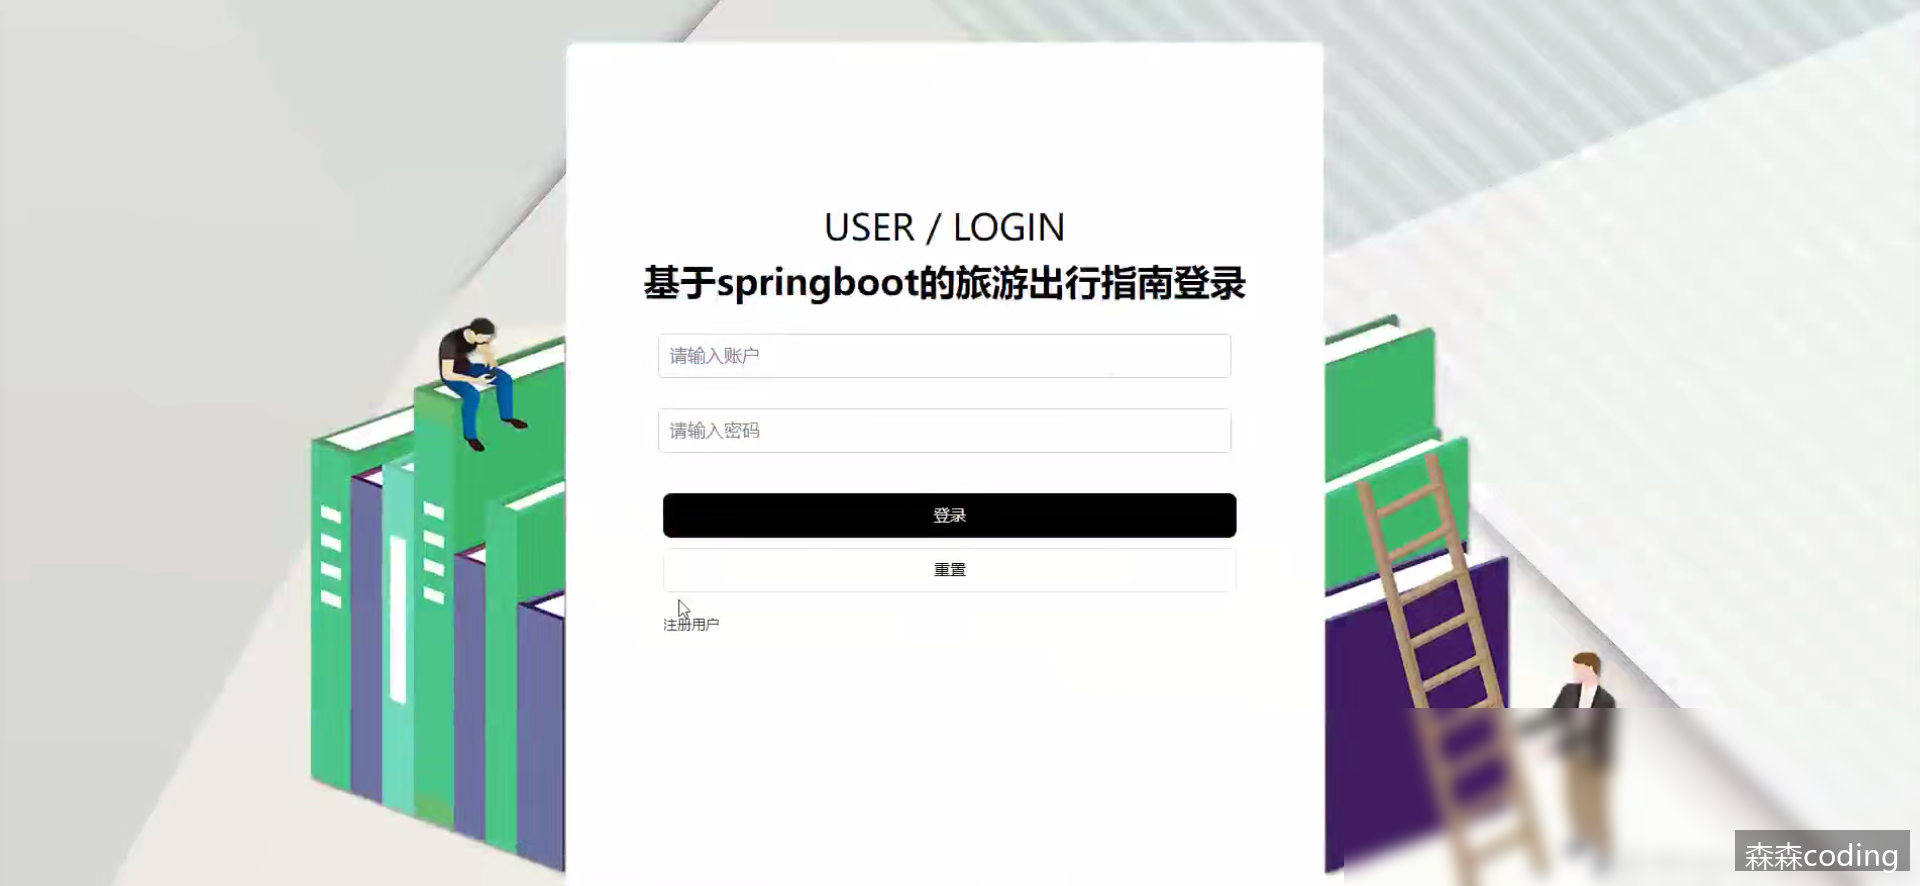 USER / LOGIN
基于springboot的旅游出行指南登录
请输入账户
请输入密码
登录
重置
注册用户
森森coding